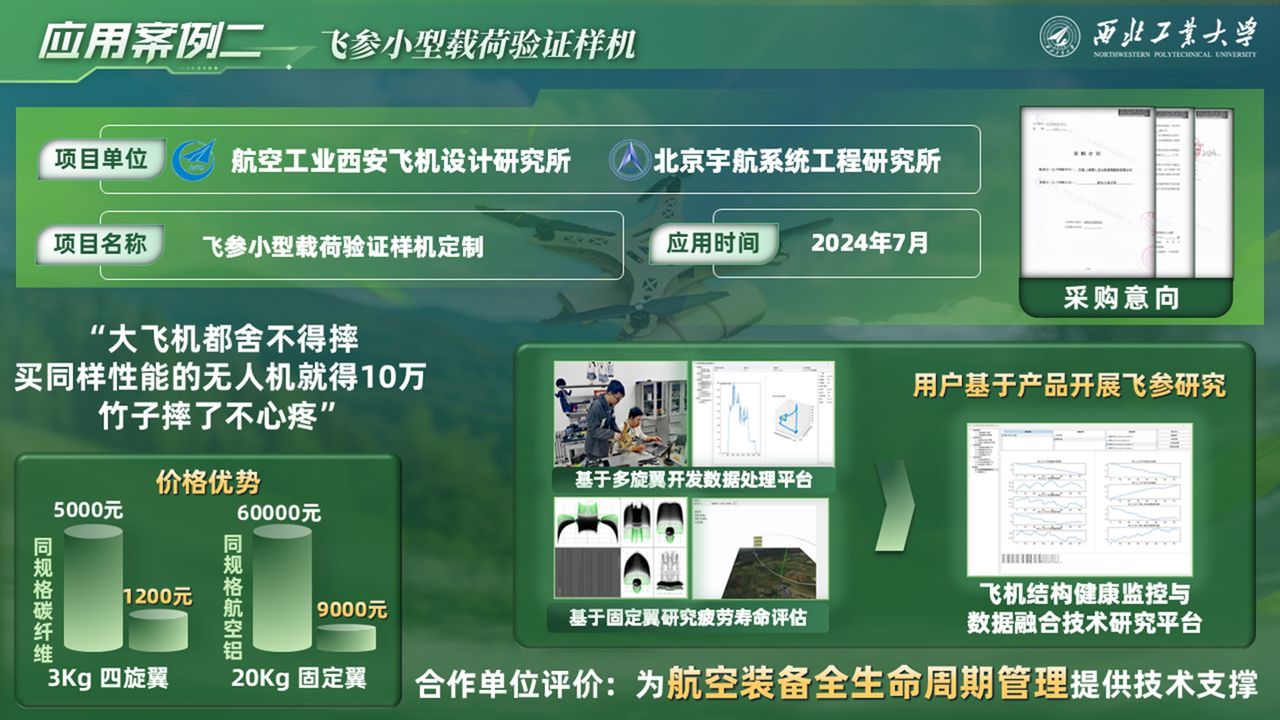 应用案例二
飞参小型载荷验证样机
西北工业大学
NORTHWESTERN POLYTECHNICAL UNIVERSITY
项目单位
航空工业西安飞机设计研究所
北京宇航系统工程研究所
项目名称
飞参小型载荷验证样机定制
应用时间
2024年7月
采购合同
采购意向
“大飞机都舍不得摔
买同样性能的无人机就得10万
竹子摔了不心疼”
价格优势
5000元
同规格碳纤维
1200元
3Kg 四旋翼
60000元
同规格航空铝
9000元
20Kg 固定翼
基于多旋翼开发数据处理平台
基于固定翼研究疲劳寿命评估
用户基于产品开展飞参研究
飞机结构健康监控与
数据融合技术研究平台
合作单位评价：为航空装备全生命周期管理提供技术支撑